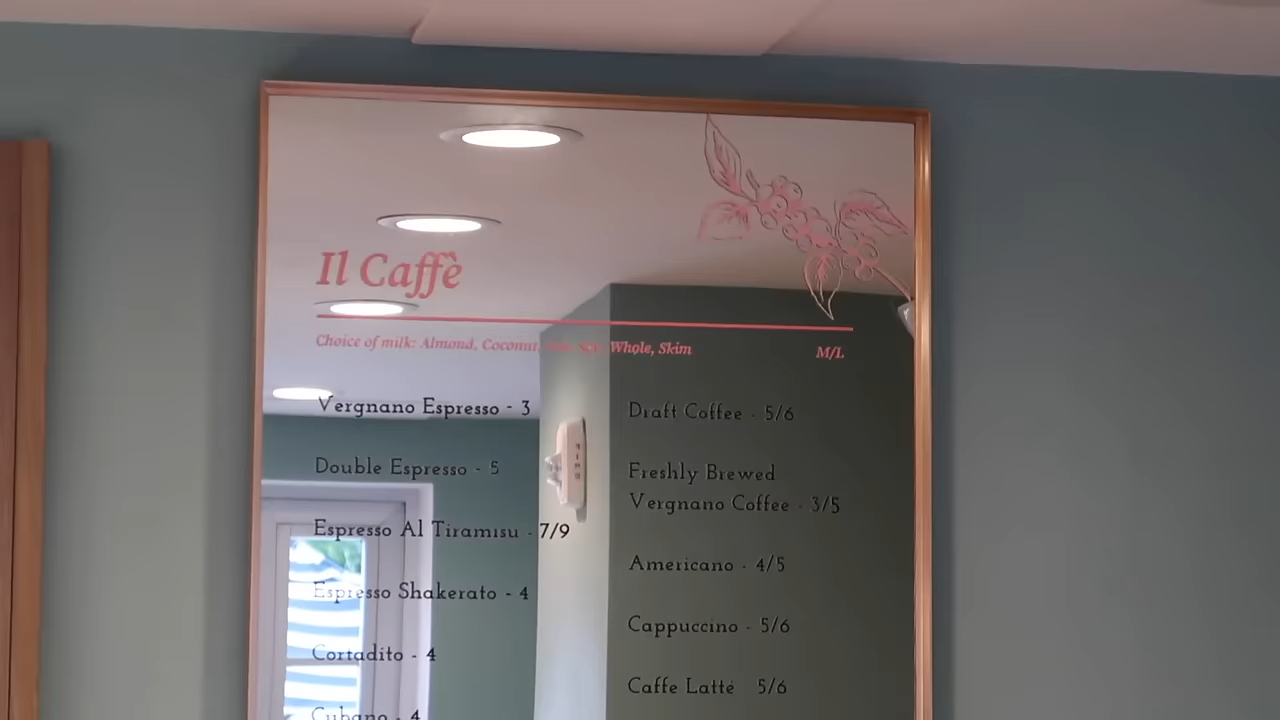 Il Caffè
Choice of milk: Almond, Coconut, Whole, Skim
M/L
Vergnano Espresso - 3
Double Espresso - 5
Espresso Al Tiramisu - 7/9
Espresso Shakerato - 4
Cortadito - 4
Cubano - 4
Draft Coffee - 5/6
Freshly Brewed
Vergnano Coffee - 3/5
Americano - 4/5
Cappuccino - 5/6
Caffe Latte 5/6